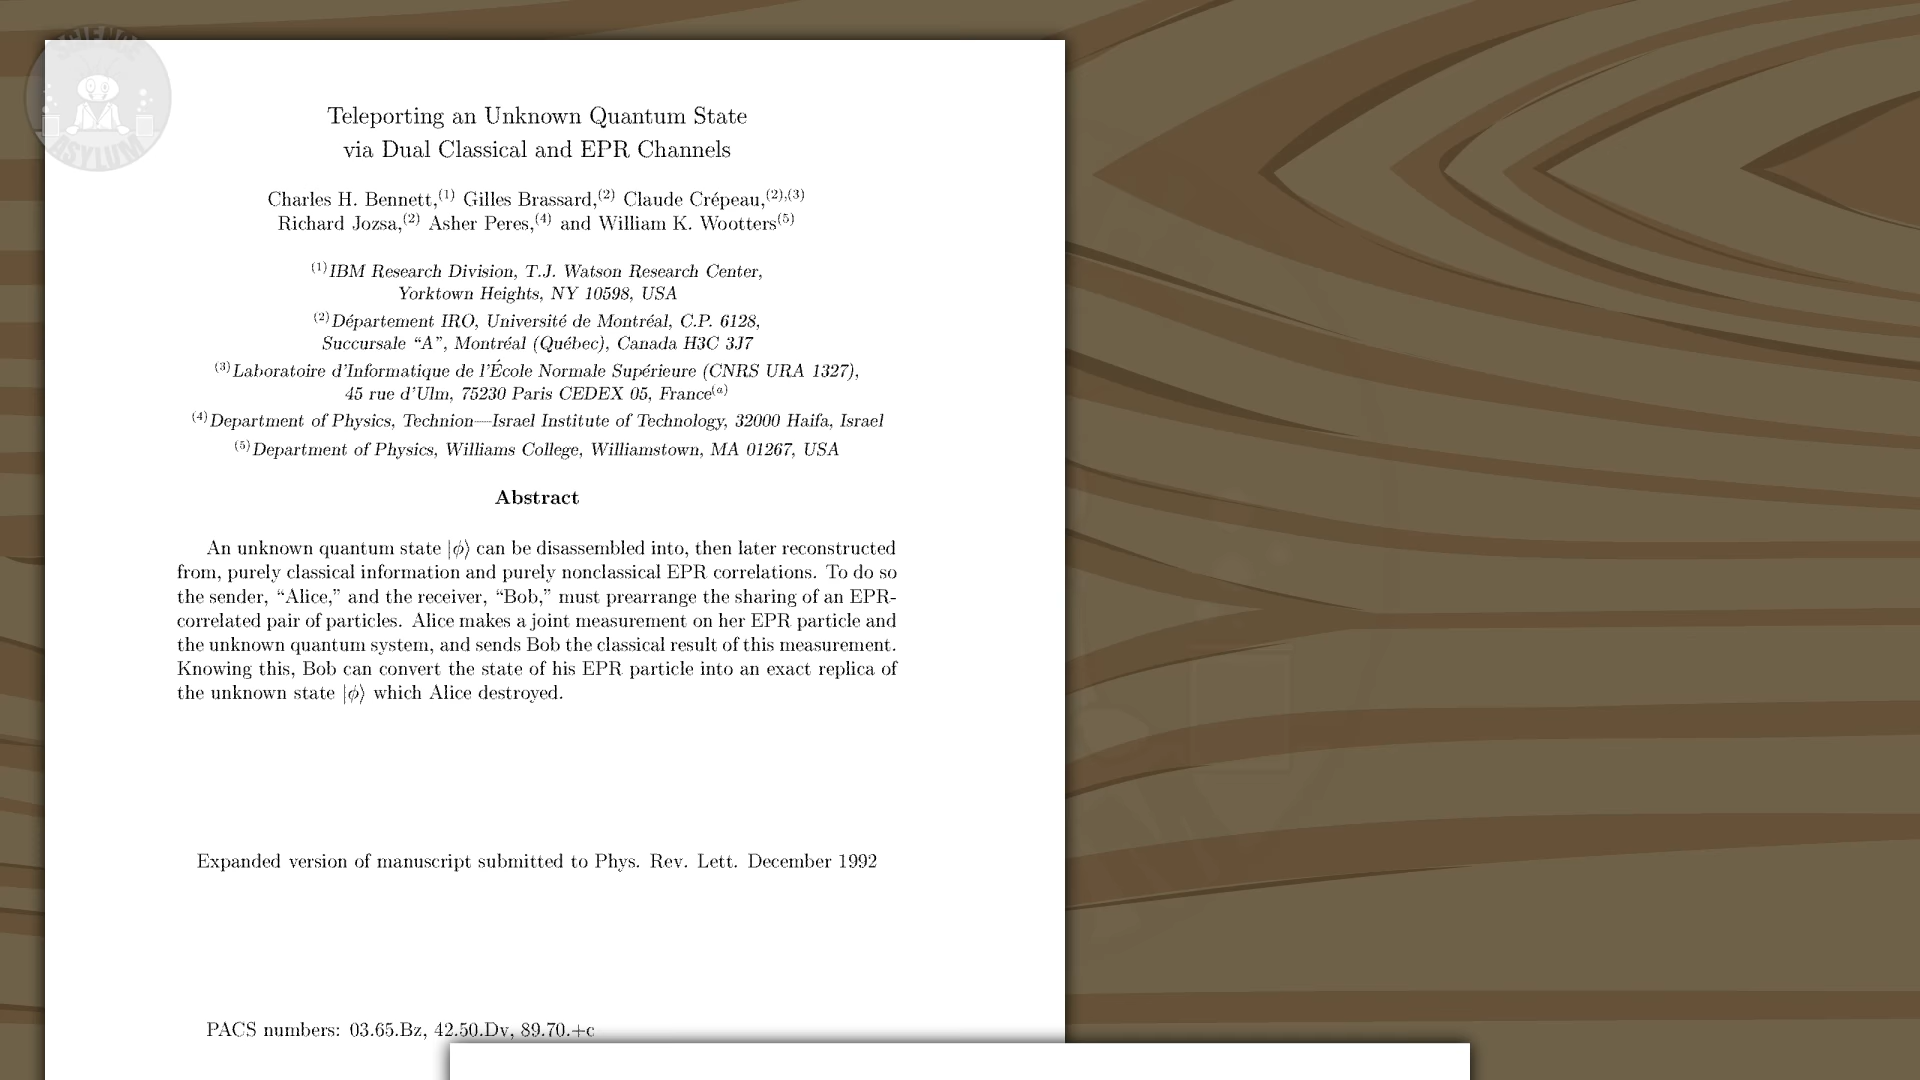 SCIENCE
ASYLUM
Teleporting an Unknown Quantum State
via Dual Classical and EPR Channels
Charles H. Bennett,(1) Gilles Brassard,(2) Claude Crépeau,(2),(3)
Richard Jozsa,(2) Asher Peres,(4) and William K. Wootters(5)
(1)IBM Research Division, T.J. Watson Research Center,
Yorktown Heights, NY 10598, USA
(2)Département IRO, Université de Montréal, C.P. 6128,
Succursale “A”, Montréal (Québec), Canada H3C 3J7
(3)Laboratoire d’Informatique de l’École Normale Supérieure (CNRS URA 1327),
45 rue d’Ulm, 75230 Paris CEDEX 05, France(a)
(4)Department of Physics, Technion—Israel Institute of Technology, 32000 Haifa, Israel
(5)Department of Physics, Williams College, Williamstown, MA 01267, USA
Abstract
An unknown quantum state |ϕ⟩ can be disassembled into, then later reconstructed
from, purely classical information and purely nonclassical EPR correlations. To do so
the sender, “Alice,” and the receiver, “Bob,” must prearrange the sharing of an EPR-
correlated pair of particles. Alice makes a joint measurement on her EPR particle and
the unknown quantum system, and sends Bob the classical result of this measurement.
Knowing this, Bob can convert the state of his EPR particle into an exact replica of
the unknown state |ϕ⟩ which Alice destroyed.
Expanded version of manuscript submitted to Phys. Rev. Lett. December 1992
PACS numbers: 03.65.Bz, 42.50.Dv, 89.70.+c